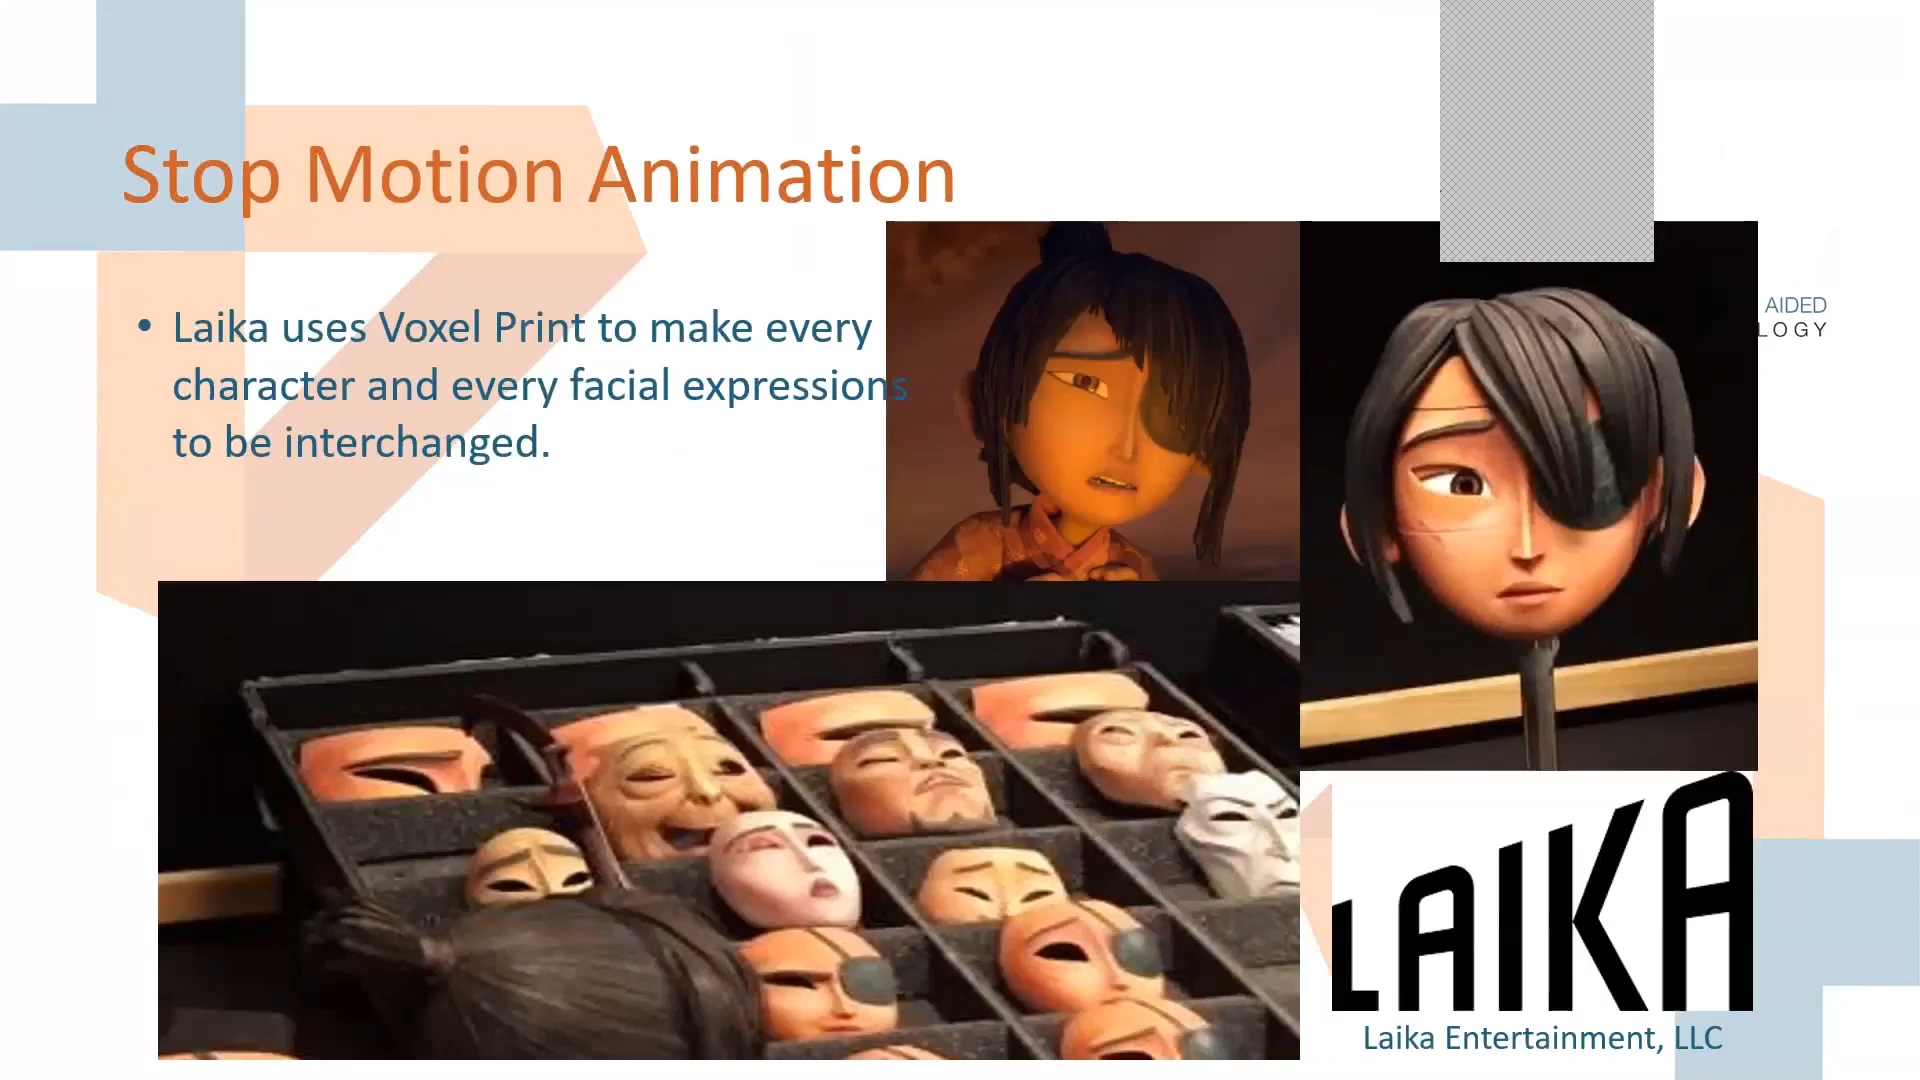 Stop Motion Animation
• Laika uses Voxel Print to make every
character and every facial expressions
to be interchanged.
AIDED
LOGY
LAIKA
Laika Entertainment, LLC